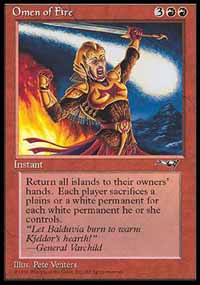 Omen of Fire 3
Instant
Return all islands to their owners'
hands. Each player sacrifices a
plains or a white permanent for
each white permanent he or she
controls.
"Let Balduvia burn to warm
Kjeldor's hearth!"
—General Varchild
Illus. Pete Venters